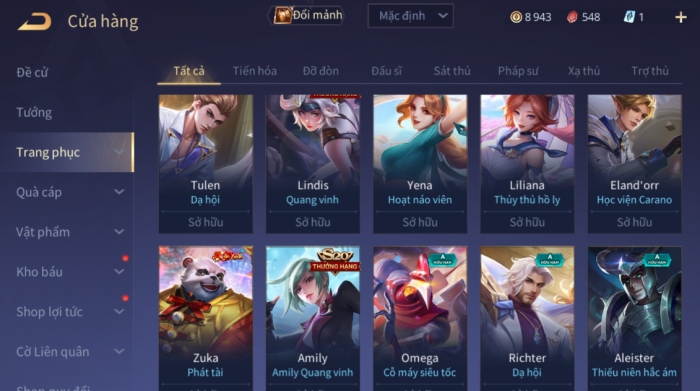 Cửa hàng
Đổi mảnh
Mặc định
8 943
548
1
Đề cử
Tướng
Trang phục
Quà cáp
Vật phẩm
Kho báu
Shop lợi tức
Cờ Liên quân
Tất cả
Tiến hóa
Đỡ đòn
Đấu sĩ
Sát thủ
Pháp sư
Xạ thủ
Trợ thủ
Tulen
Dạ hội
Sở hữu
Lindis
Quang vinh
Sở hữu
Yena
Hoạt náo viên
Sở hữu
Liliana
Thủy thủ hồ ly
Sở hữu
Eland'orr
Học viện Carano
Sở hữu
Zuka
Phát tài
S20
THƯỞNG HẠNG
Amily
Amily Quang vinh
A
HỮU HẠN
Omega
Cỗ máy siêu tốc
A
HỮU HẠN
Richter
Dạ hội
A
HỮU HẠN
Aleister
Thiếu niên hắc ám